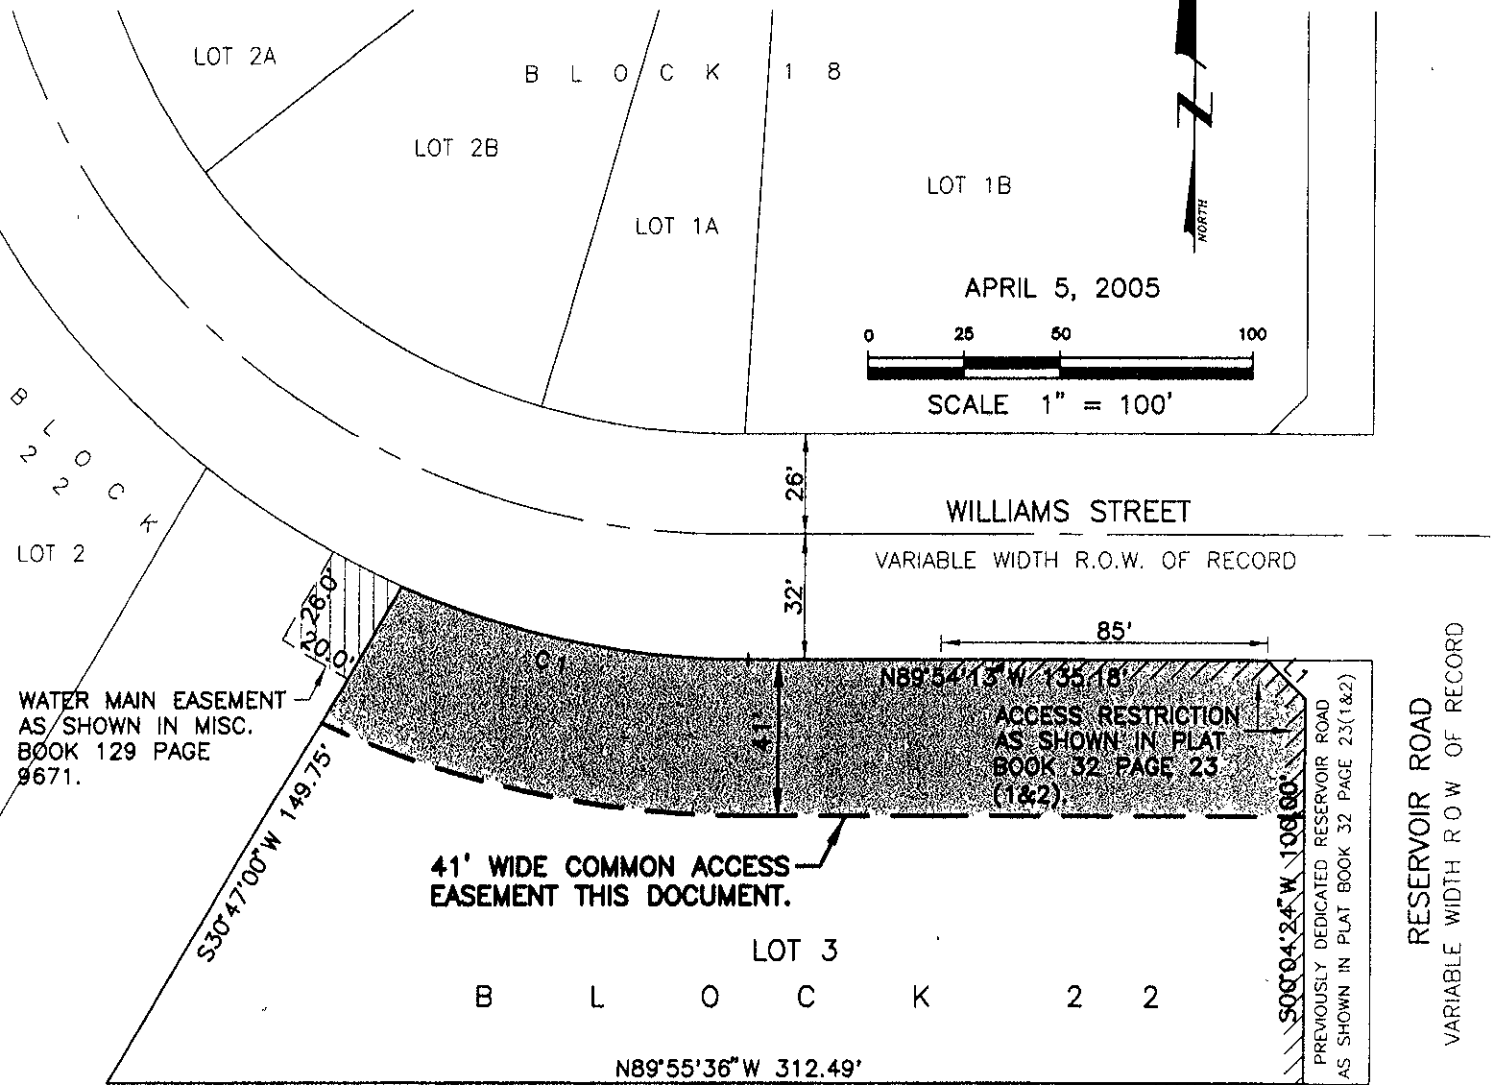 LOT 2A
B L O C K 1 8
LOT 2B
LOT 1B
LOT 1A
NORTH
APRIL 5, 2005
0 25 50 100
SCALE 1" = 100'
B L O C K
2 2
LOT 2
26'
WILLIAMS STREET
VARIABLE WIDTH R.O.W. OF RECORD
32'
85'
26.0'
20.0'
C1
N89°54'13"W 135.18'
WATER MAIN EASEMENT
AS SHOWN IN MISC.
BOOK 129 PAGE
9671.
41'
ACCESS RESTRICTION
AS SHOWN IN PLAT
BOOK 32 PAGE 23
(1&2).
S30°47'00"W 149.75'
41' WIDE COMMON ACCESS
EASEMENT THIS DOCUMENT.
S00°04'24"W 100.00'
PREVIOUSLY DEDICATED RESERVOIR ROAD
AS SHOWN IN PLAT BOOK 32 PAGE 23(1&2)
RESERVOIR ROAD
VARIABLE WIDTH ROW OF RECORD
LOT 3
B L O C K 2 2
N89°55'36"W 312.49'